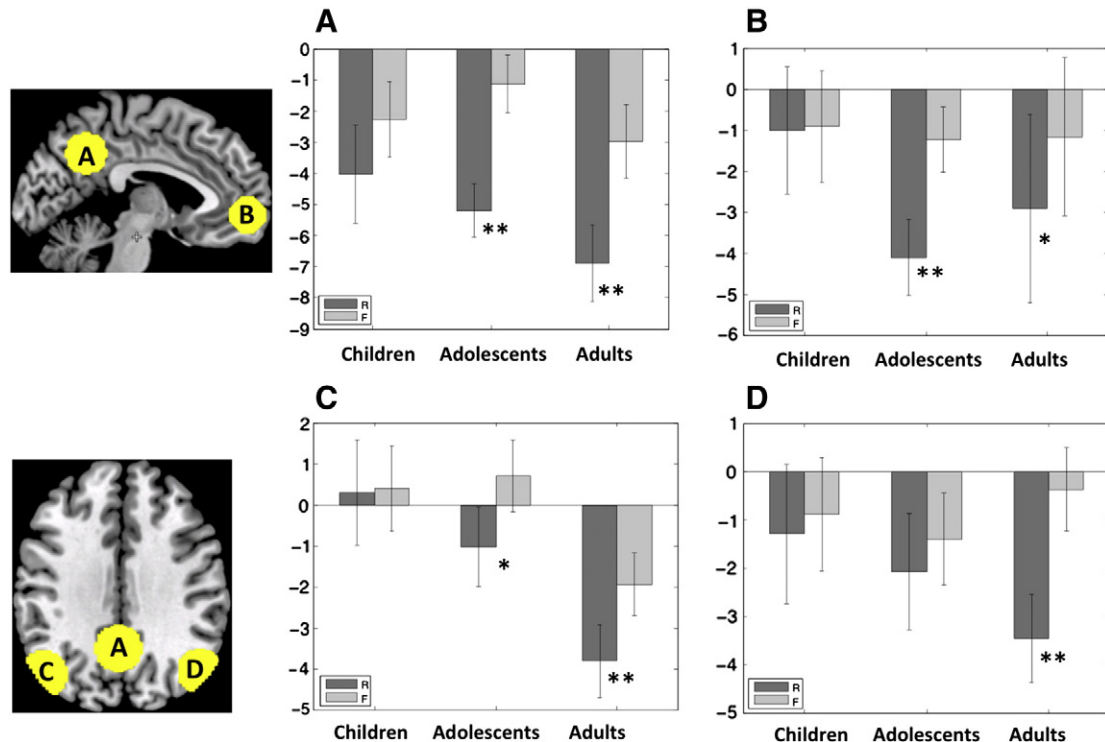 A
B
A
0
-1
-2
-3
-4
-5
-6
-7
-8
-9
**
**
R
F
Children Adolescents Adults
B
1
0
-1
-2
-3
-4
-5
-6
**
*
R
F
Children Adolescents Adults
C
A
D
C
2
1
0
-1
-2
-3
-4
-5
*
**
R
F
Children Adolescents Adults
D
1
0
-1
-2
-3
-4
-5
**
R
F
Children Adolescents Adults